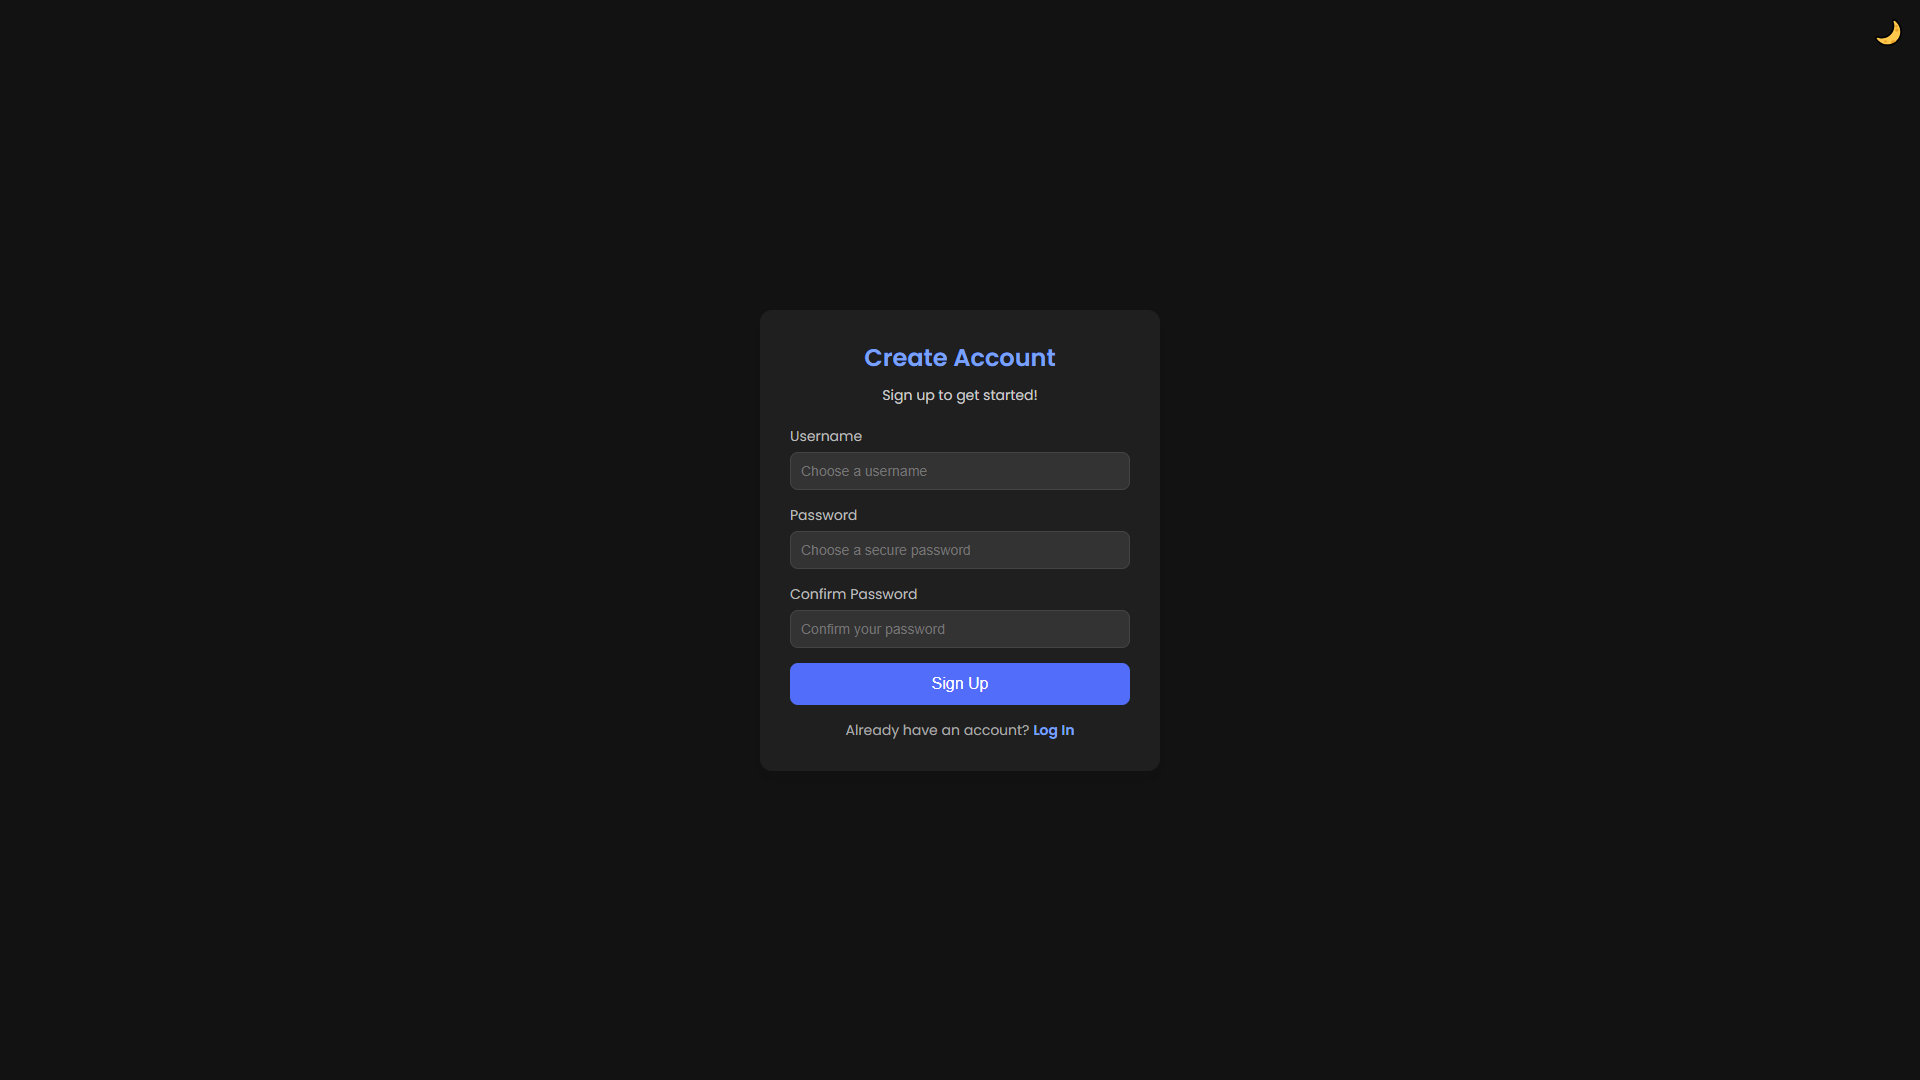 Create Account
Sign up to get started!
Username
Choose a username
Password
Choose a secure password
Confirm Password
Confirm your password
Sign Up
Already have an account? Log In